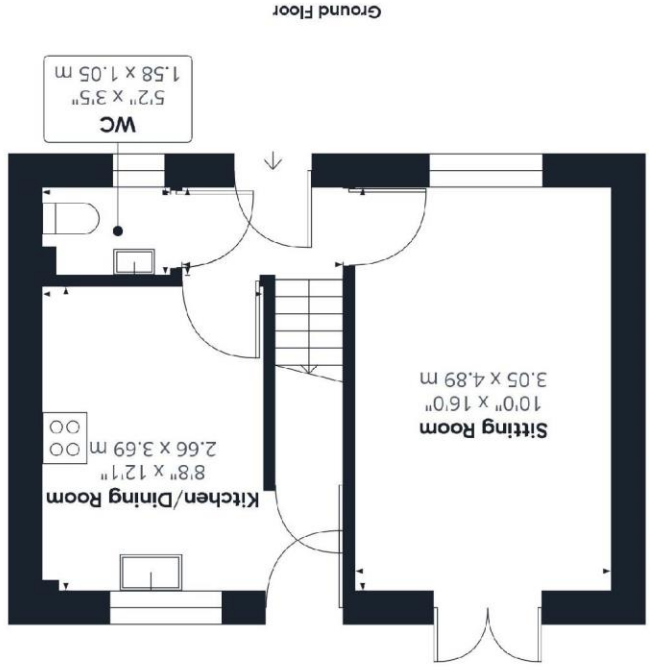 Kitchen/Dining Room
8'8" x 12'1"
2.66 x 3.69 m
Sitting Room
10'0" x 16'0"
3.05 x 4.89 m
WC
5'2" x 3'5"
1.58 x 1.05 m
Ground Floor